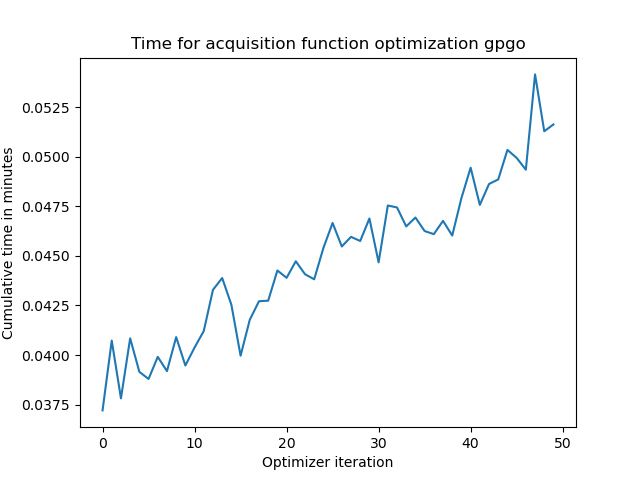 Time for acquisition function optimization gpgo
0.0525
0.0500
0.0475
0.0450
0.0425
0.0400
0.0375
Cumulative time in minutes
0 10 20 30 40 50
Optimizer iteration